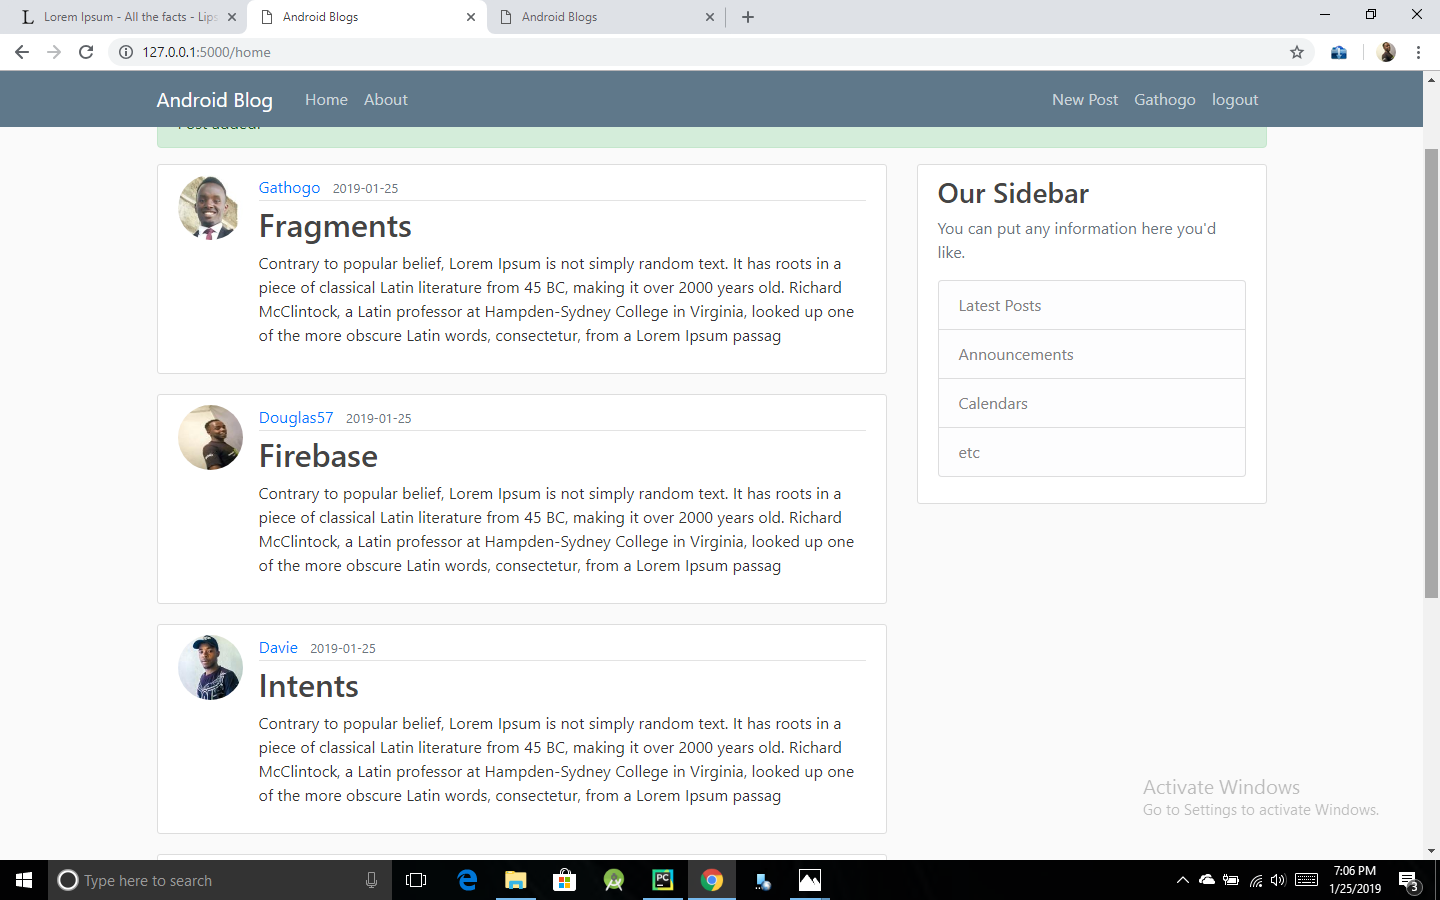 Lorem Ipsum - All the facts - Lips
Android Blogs
Android Blogs
127.0.0.1:5000/home
Android Blog Home About New Post Gathogo logout
Post added!
Gathogo 2019-01-25
Fragments
Contrary to popular belief, Lorem Ipsum is not simply random text. It has roots in a
piece of classical Latin literature from 45 BC, making it over 2000 years old. Richard
McClintock, a Latin professor at Hampden-Sydney College in Virginia, looked up one
of the more obscure Latin words, consectetur, from a Lorem Ipsum passag
Douglas57 2019-01-25
Firebase
Contrary to popular belief, Lorem Ipsum is not simply random text. It has roots in a
piece of classical Latin literature from 45 BC, making it over 2000 years old. Richard
McClintock, a Latin professor at Hampden-Sydney College in Virginia, looked up one
of the more obscure Latin words, consectetur, from a Lorem Ipsum passag
Davie 2019-01-25
Intents
Contrary to popular belief, Lorem Ipsum is not simply random text. It has roots in a
piece of classical Latin literature from 45 BC, making it over 2000 years old. Richard
McClintock, a Latin professor at Hampden-Sydney College in Virginia, looked up one
of the more obscure Latin words, consectetur, from a Lorem Ipsum passag
Our Sidebar
You can put any information here you'd
like.
Latest Posts
Announcements
Calendars
etc
Activate Windows
Go to Settings to activate Windows.
Type here to search
PC
7:06 PM
1/25/2019
3